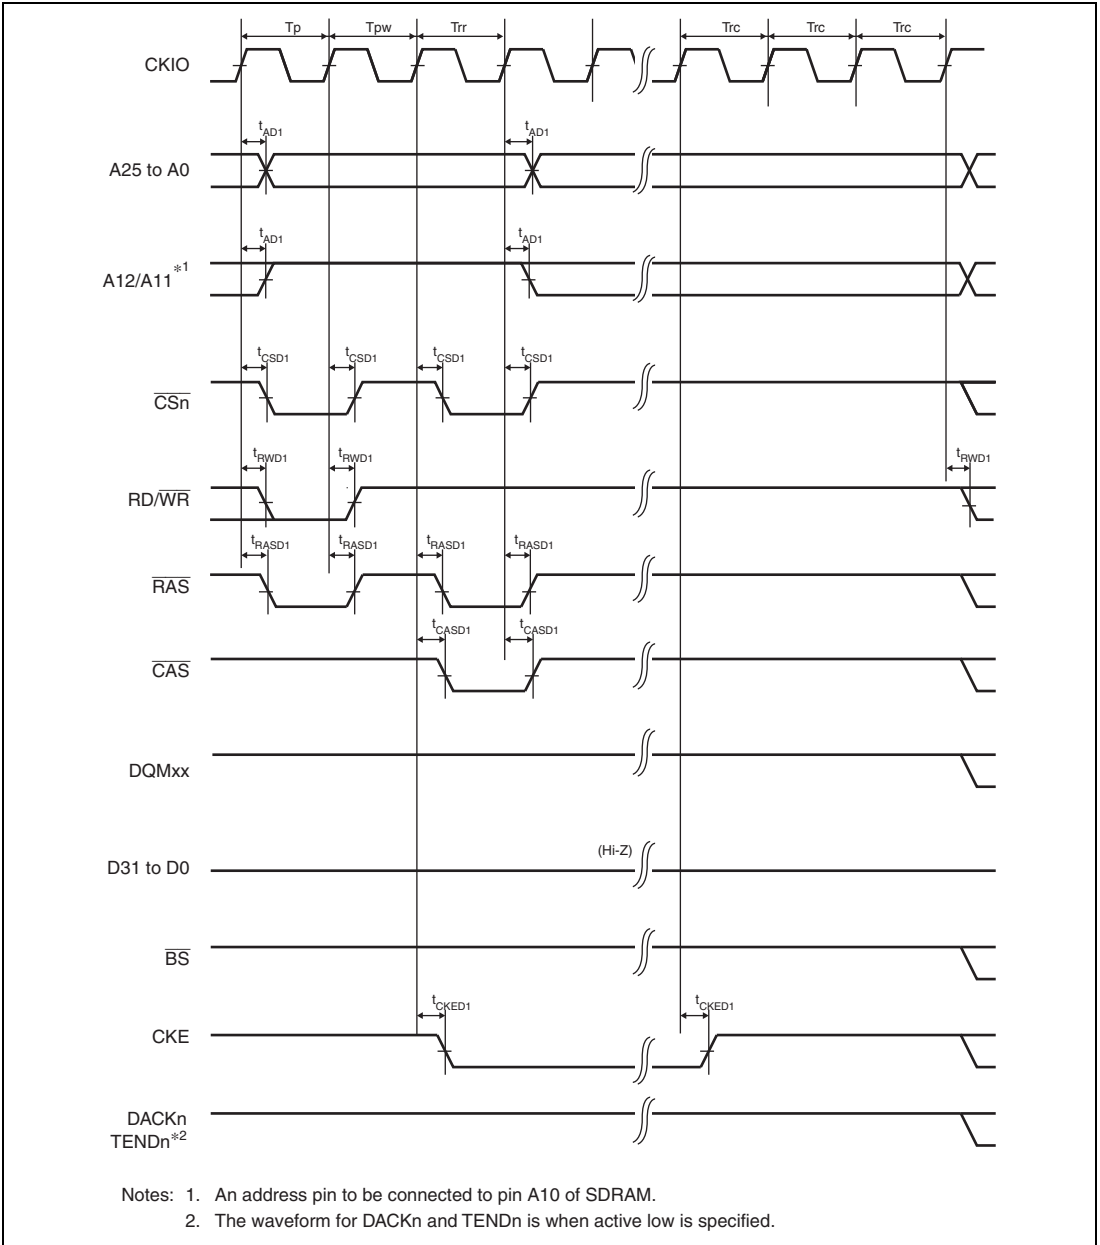 Tp Tpw Trr Trc Trc Trc
CKIO
tAD1 tAD1
A25 to A0
tAD1 tAD1
A12/A11*1
tCSD1 tCSD1 tCSD1 tCSD1
CSn
tRWD1 tRWD1 tRWD1
RD/WR
tRASD1 tRASD1 tRASD1 tRASD1
RAS
tCASD1 tCASD1
CAS
DQMxx
(Hi-Z)
D31 to D0
BS
tCKED1 tCKED1
CKE
DACKn
TENDn*2
Notes: 1. An address pin to be connected to pin A10 of SDRAM.
2. The waveform for DACKn and TENDn is when active low is specified.